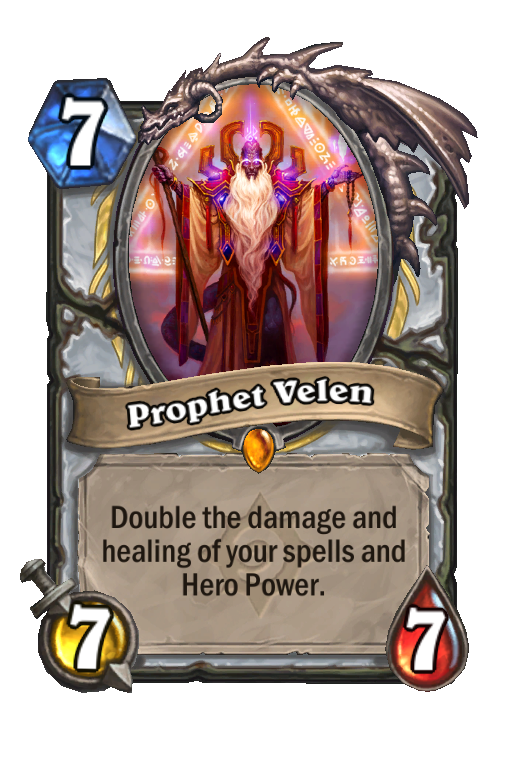 7
Prophet Velen
Double the damage and
healing of your spells and
Hero Power.
7
7